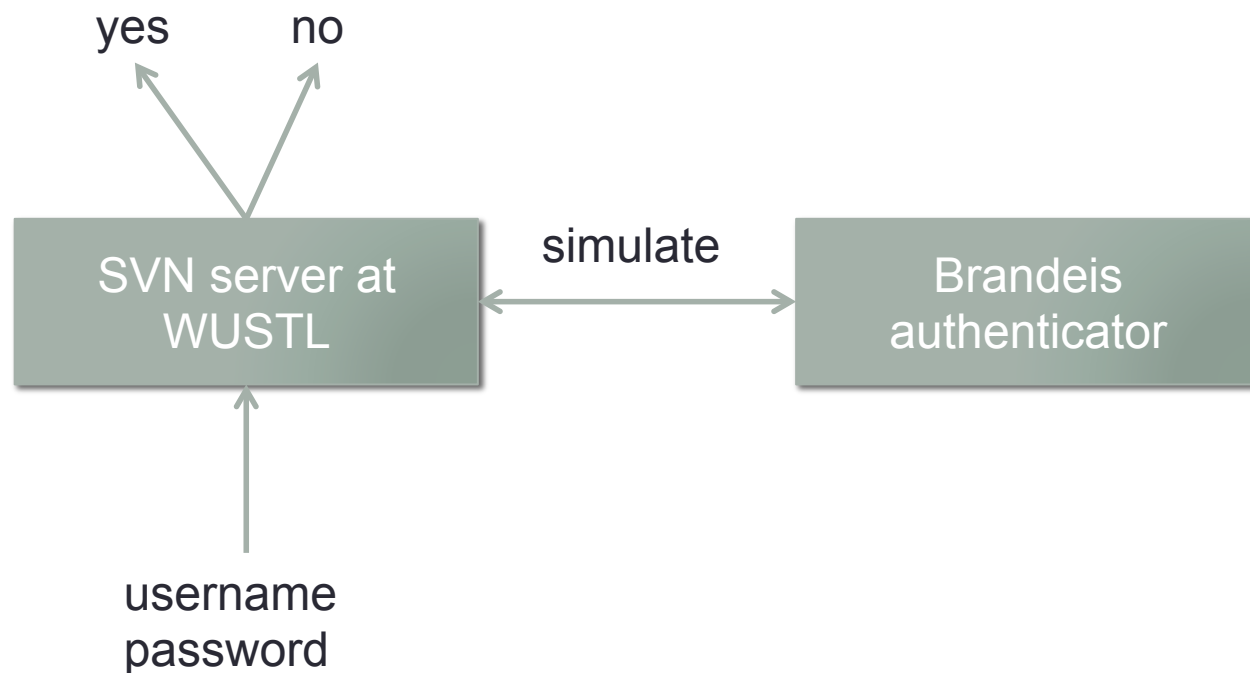 yes no
SVN server at
WUSTL
simulate
Brandeis
authenticator
username
password